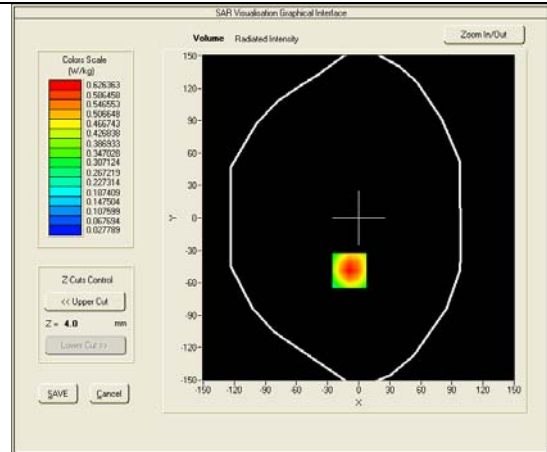 SAR Visualisation Graphical Interface
Volume Radiated Intensity
Zoom In/Out
Colors Scale
(W/kg)
0.626363
0.586458
0.546553
0.506648
0.466743
0.426838
0.386933
0.347028
0.307124
0.267219
0.227314
0.187409
0.147504
0.107599
0.067694
0.027789
Z Cuts Control
<< Upper Cut
Z = 4.0 mm
Lower Cut >>
SAVE Cancel
150-
120-
90-
60-
30-
0-
-30-
-60-
-90-
-120-
-150-
Y
-150 -120 -90 -60 -30 0 30 60 90 120 150
X